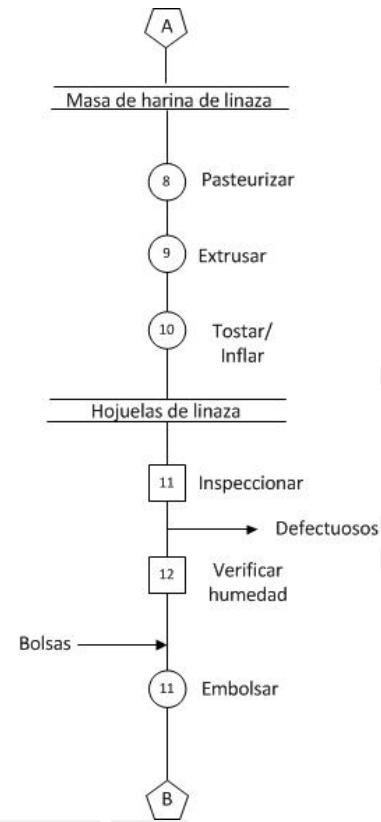 A
Masa de harina de linaza
8 Pasteurizar
9 Extrusar
10 Tostar/
Inflar
Hojuelas de linaza
11 Inspeccionar
Defectuosos
12 Verificar
humedad
Bolsas
11 Embolsar
B